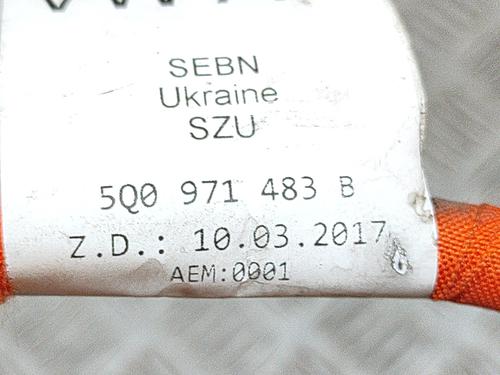 SEBN
Ukraine
SZU
5Q0 971 483 B
Z.D.: 10.03.2017
AEM:0001